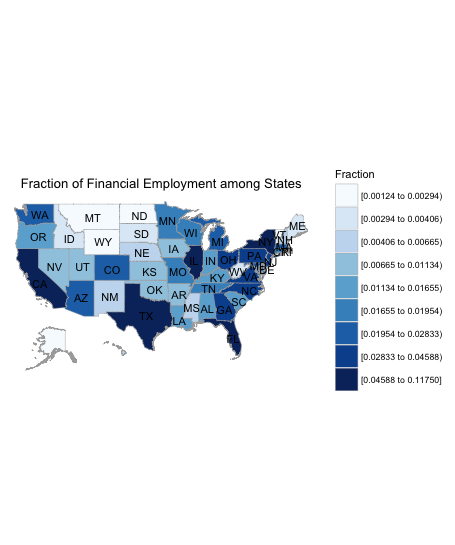 Fraction of Financial Employment among States
WA
MT
ND
MN
ME
OR
ID
WY
SD
WI
MI
NY
VT
NH
MA
RI
NV
UT
CO
NE
IA
IL
IN
OH
PA
NJ
CA
KS
MO
KY
WV
VA
MD
DE
AZ
NM
OK
AR
TN
NC
TX
LA
MS
AL
GA
SC
FL
Fraction
[0.00124 to 0.00294)
[0.00294 to 0.00406)
[0.00406 to 0.00665)
[0.00665 to 0.01134)
[0.01134 to 0.01655)
[0.01655 to 0.01954)
[0.01954 to 0.02833)
[0.02833 to 0.04588)
[0.04588 to 0.11750]